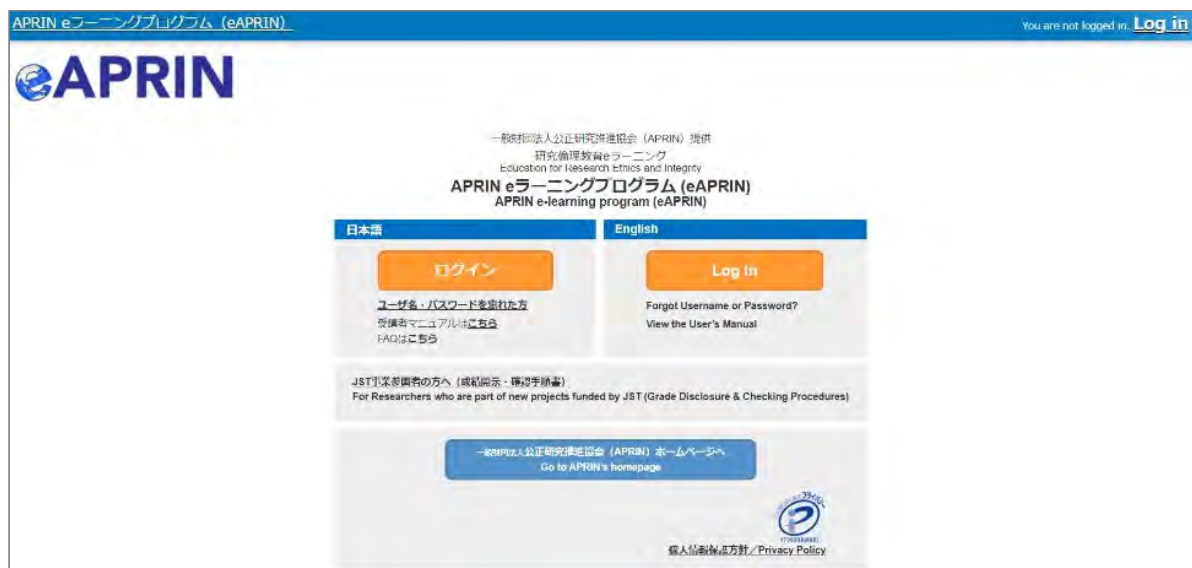 APRIN eラーニングプログラム (eAPRIN)
You are not logged in. Log in
eAPRIN
一般財団法人公正研究推進協会 (APRIN) 提供
研究倫理教育eラーニング
Education for Research Ethics and Integrity
APRIN eラーニングプログラム (eAPRIN)
APRIN e-learning program (eAPRIN)
日本語
ログイン
ユーザ名・パスワードを忘れた方
受講者マニュアルはこちら
FAQはこちら
English
Log In
Forgot Username or Password?
View the User's Manual
JST事業参画者の方へ (成績開示・確認手順書)
For Researchers who are part of new projects funded by JST (Grade Disclosure & Checking Procedures)
一般財団法人公正研究推進協会 (APRIN) ホームページへ
Go to APRIN's homepage
プライバシー
個人情報保護方針／Privacy Policy